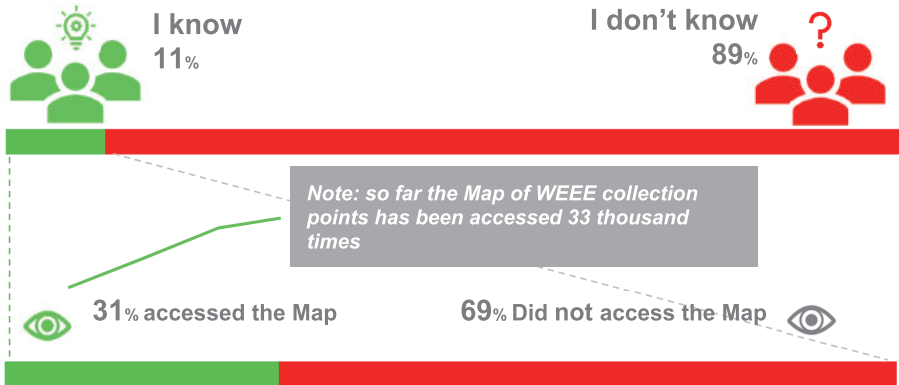 I know
11%
I don't know
89%
?
Note: so far the Map of WEEE collection
points has been accessed 33 thousand
times
31% accessed the Map
69% Did not access the Map